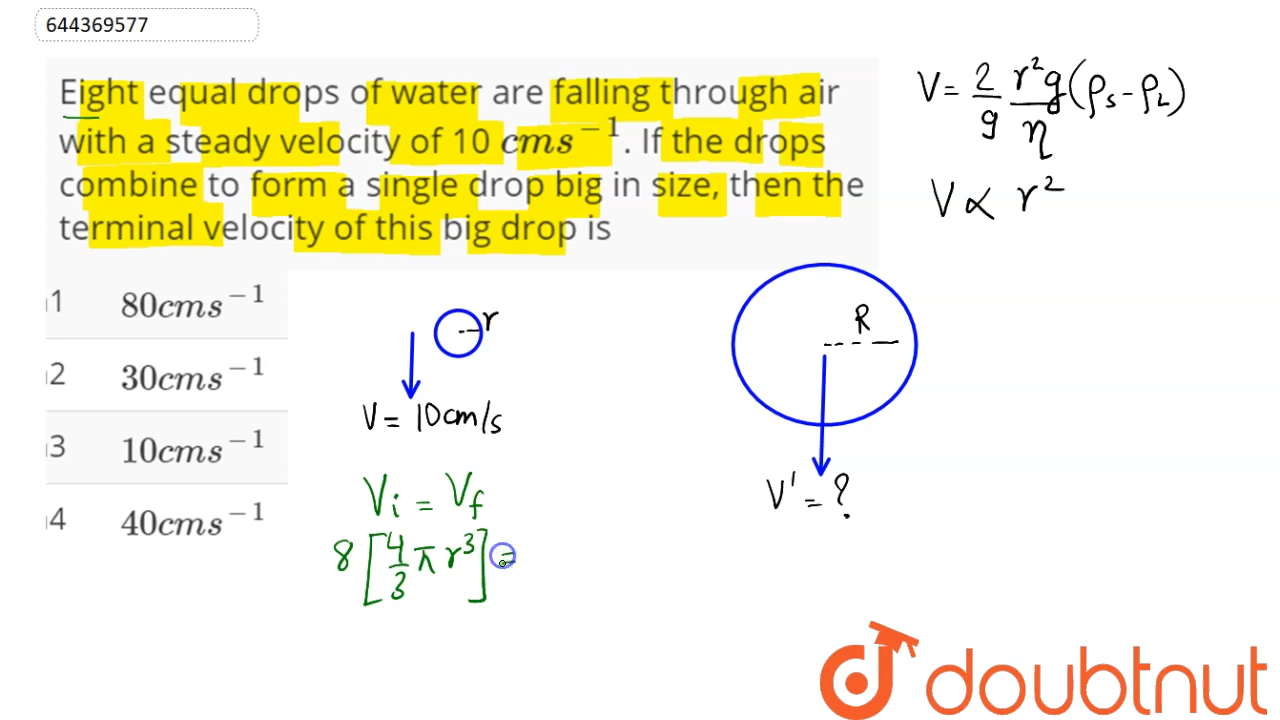 644369577
Eight equal drops of water are falling through air
with a steady velocity of 10 cms⁻¹. If the drops
combine to form a single drop big in size, then the
terminal velocity of this big drop is
1 80cms⁻¹
2 30cms⁻¹
3 10cms⁻¹
4 40cms⁻¹
V = 2/9 r²g/η (ρs - ρL)
V ∝ r²
r
V = 10cm/s
R
V' = ?
Vi = Vf
8[4/3 π r³] =
doubtnut